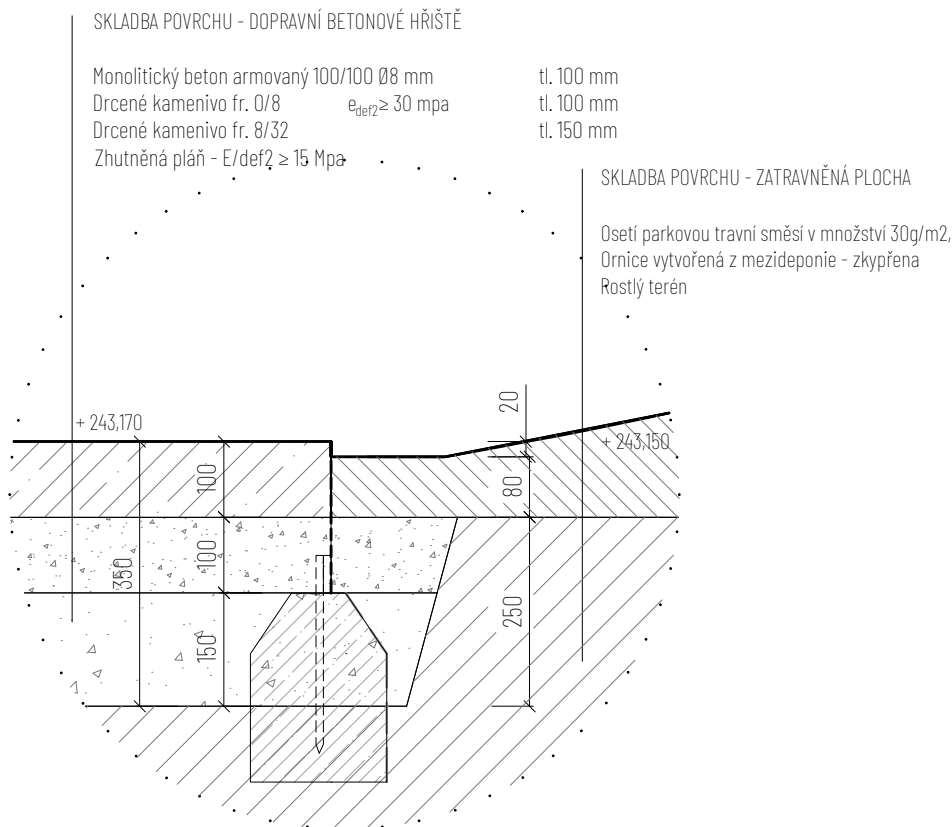 SKLADBA POVRCHU - DOPRAVNÍ BETONOVÉ HŘIŠTĚ
Monolitický beton armovaný 100/100 Ø8 mm tl. 100 mm
Drcené kamenivo fr. 0/8 edef2≥ 30 mpa tl. 100 mm
Drcené kamenivo fr. 8/32 tl. 150 mm
Zhutněná pláň - E/def2 ≥ 15 Mpa
SKLADBA POVRCHU - ZATRAVNĚNÁ PLOCHA
Osetí parkovou travní směsí v množství 30g/m2,
Ornice vytvořená z mezideponie - zkypřena
Rostlý terén
+ 243,170
20
+ 243,150
100
80
100
350
250
150